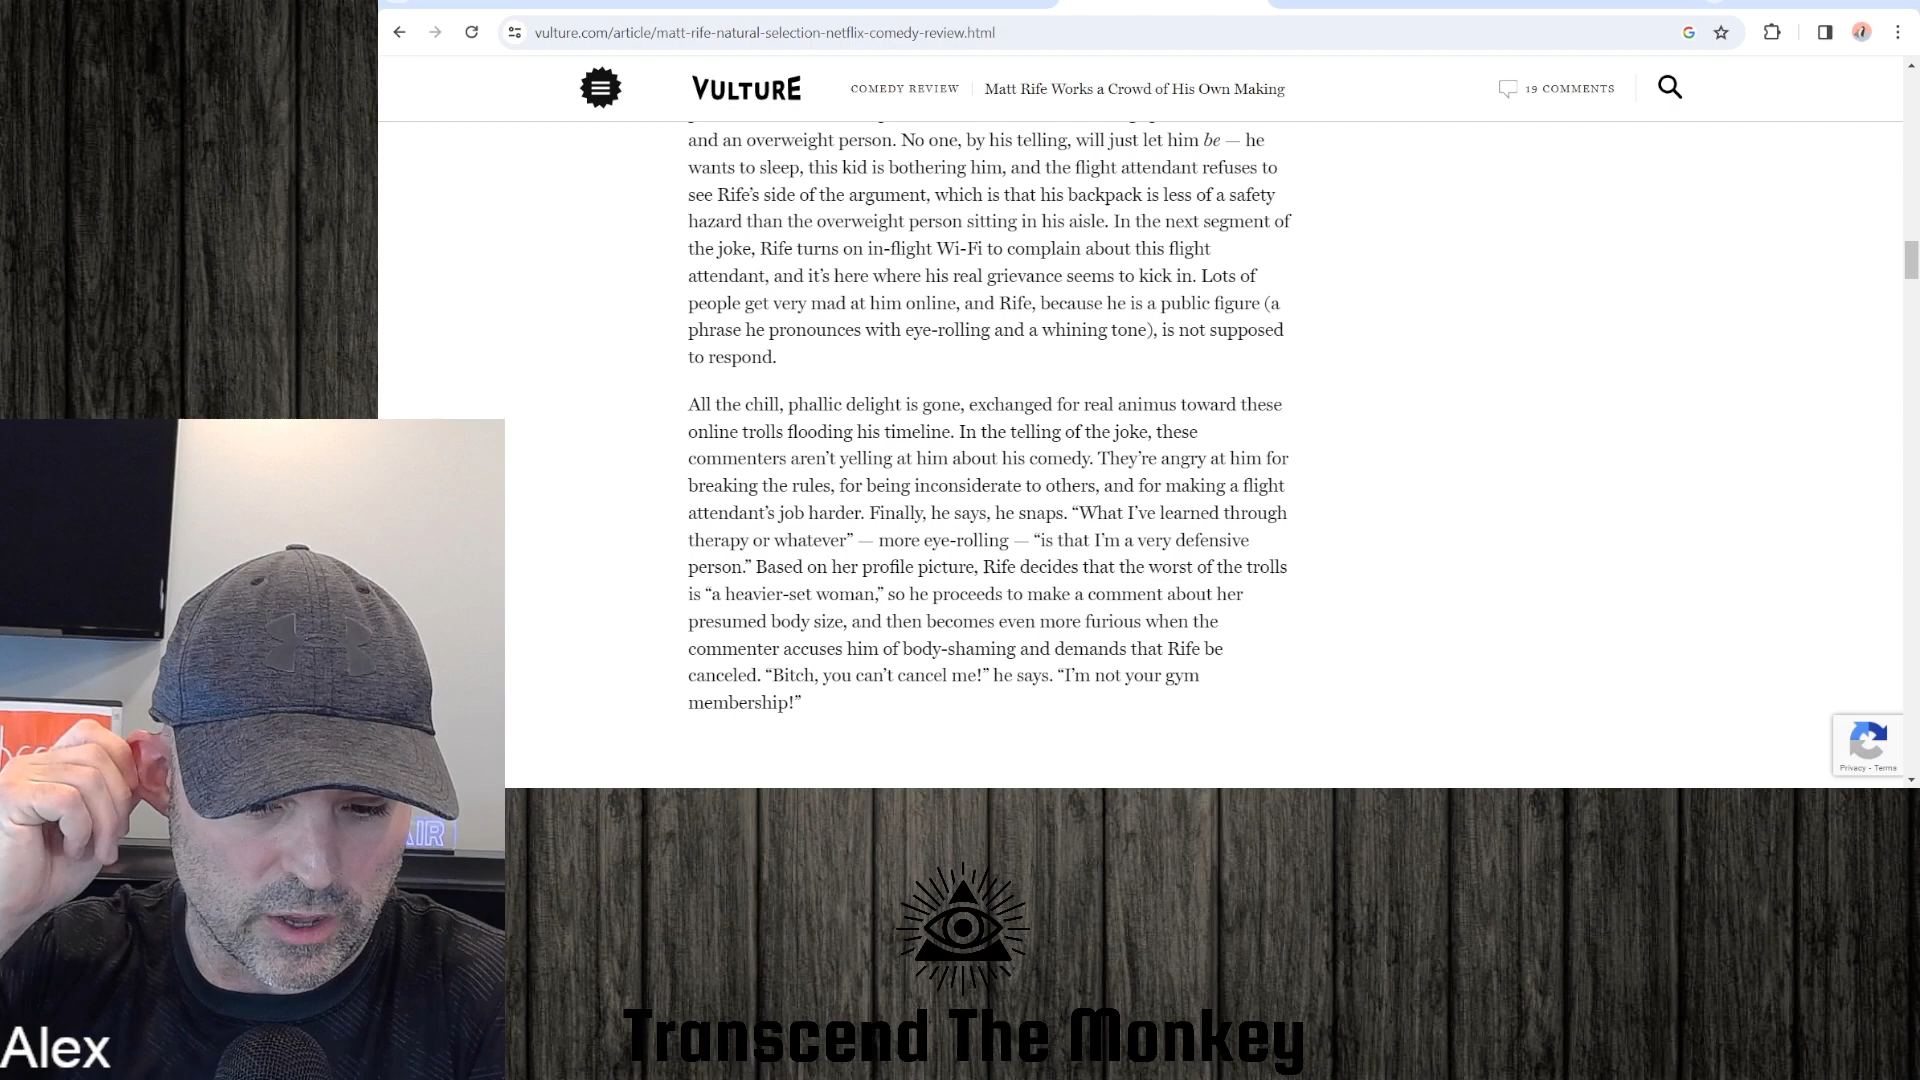 vulture.com/article/matt-rife-natural-selection-netflix-comedy-review.html
VULTURE
COMEDY REVIEW
Matt Rife Works a Crowd of His Own Making
19 COMMENTS
and an overweight person. No one, by his telling, will just let him be — he
wants to sleep, this kid is bothering him, and the flight attendant refuses to
see Rife’s side of the argument, which is that his backpack is less of a safety
hazard than the overweight person sitting in his aisle. In the next segment of
the joke, Rife turns on in-flight Wi-Fi to complain about this flight
attendant, and it’s here where his real grievance seems to kick in. Lots of
people get very mad at him online, and Rife, because he is a public figure (a
phrase he pronounces with eye-rolling and a whining tone), is not supposed
to respond.
All the chill, phallic delight is gone, exchanged for real animus toward these
online trolls flooding his timeline. In the telling of the joke, these
commenters aren’t yelling at him about his comedy. They’re angry at him for
breaking the rules, for being inconsiderate to others, and for making a flight
attendant’s job harder. Finally, he says, he snaps. “What I’ve learned through
therapy or whatever” — more eye-rolling — “is that I’m a very defensive
person.” Based on her profile picture, Rife decides that the worst of the trolls
is “a heavier-set woman,” so he proceeds to make a comment about her
presumed body size, and then becomes even more furious when the
commenter accuses him of body-shaming and demands that Rife be
canceled. “Bitch, you can’t cancel me!” he says. “I’m not your gym
membership!”
Privacy - Terms
AIR
Alex
Transcend The Monkey